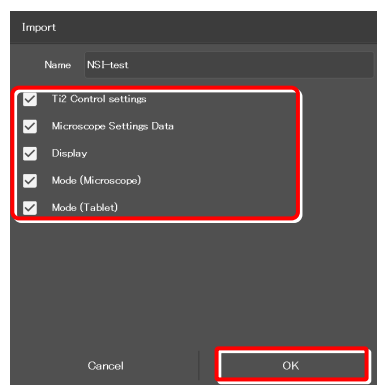 Import
Name NSI-test
Ti2 Control settings
Microscope Settings Data
Display
Mode (Microscope)
Mode (Tablet)
Cancel OK